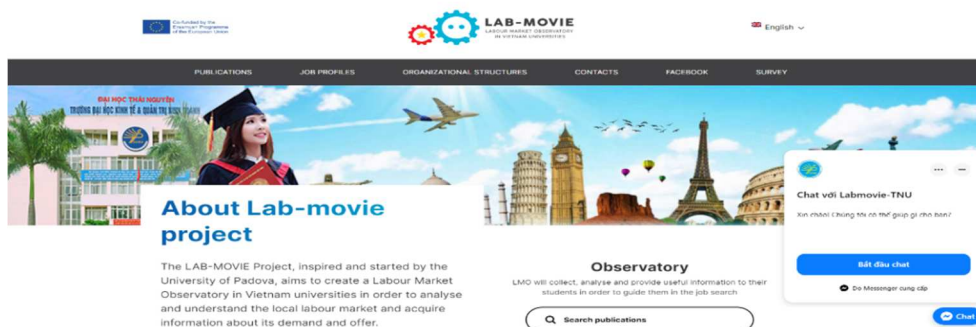 Co-funded by the
Erasmus+ Programme
of the European Union
LAB-MOVIE
LABOUR MARKET OBSERVATORY
IN VIETNAM UNIVERSITIES
English
PUBLICATIONS
JOB PROFILES
ORGANIZATIONAL STRUCTURES
CONTACTS
FACEBOOK
SURVEY
ĐẠI HỌC THÁI NGUYÊN
TRƯỜNG ĐẠI HỌC KINH TẾ & QUẢN TRỊ KINH DOANH
About Lab-movie
project
The LAB-MOVIE Project, inspired and started by the
University of Padova, aims to create a Labour Market
Observatory in Vietnam universities in order to analyse
and understand the local labour market and acquire
information about its demand and offer.
Observatory
LMO will collect, analyse and provide useful information to their
students in order to guide them in the job search
Search publications
Chat với Labmovie-TNU
Xin chào! Chúng tôi có thể giúp gì cho bạn?
Bắt đầu chat
Do Messenger cung cấp
Chat